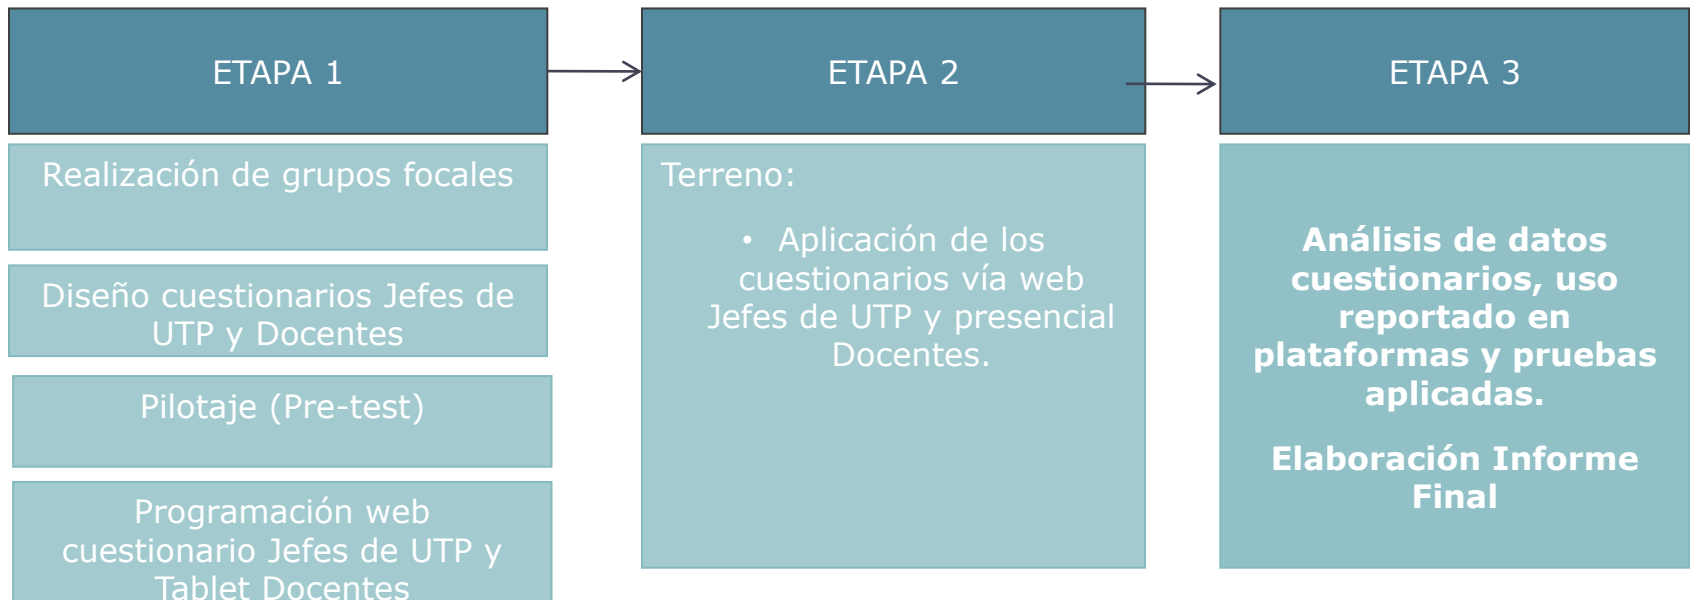 ETAPA 1
Realización de grupos focales
Diseño cuestionarios Jefes de
UTP y Docentes
Pilotaje (Pre-test)
Programación web
cuestionario Jefes de UTP y
Tablet Docentes
ETAPA 2
Terreno:
• Aplicación de los
cuestionarios vía web
Jefes de UTP y presencial
Docentes.
ETAPA 3
Análisis de datos
cuestionarios, uso
reportado en
plataformas y pruebas
aplicadas.
Elaboración Informe
Final